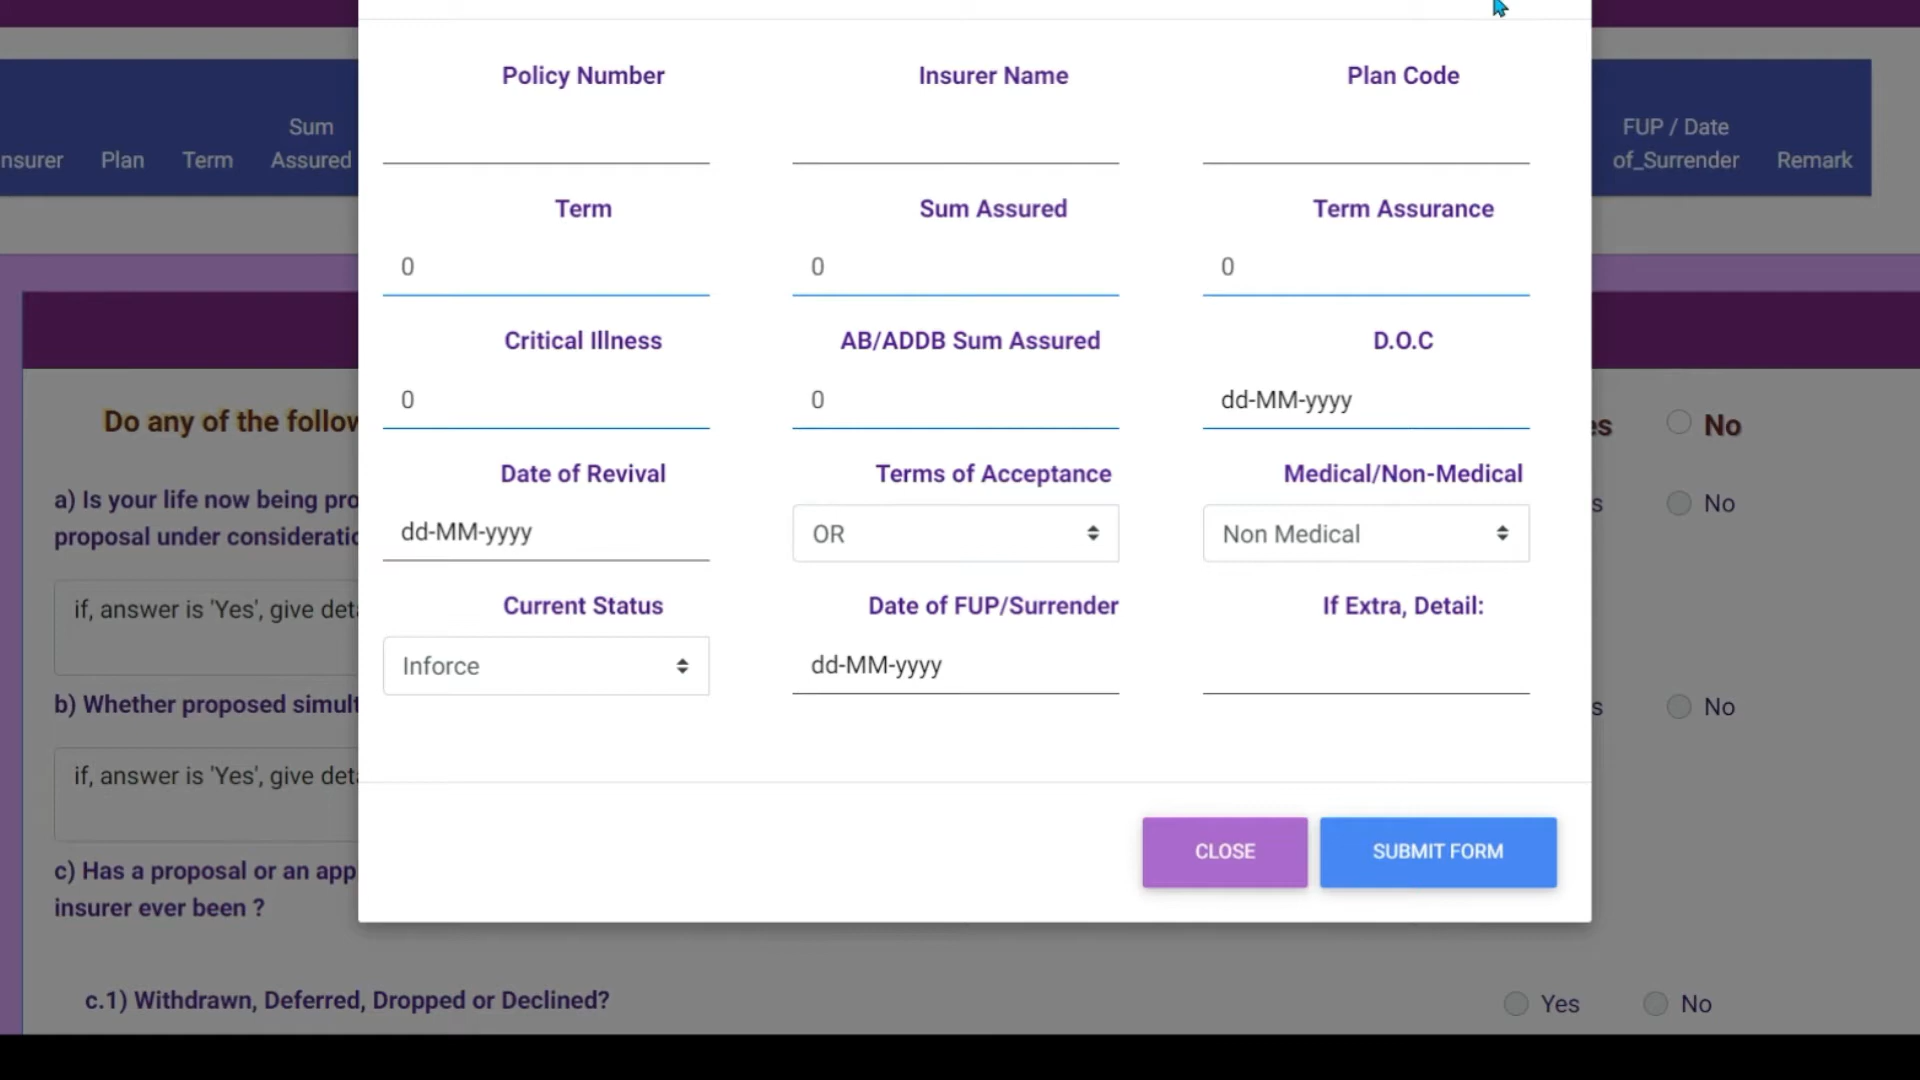 Policy Number
Insurer Name
Plan Code
Sum
FUP / Date
nsurer
Plan
Term
Assured
of_Surrender
Remark
Term
Sum Assured
Term Assurance
0
0
0
Critical Illness
AB/ADDB Sum Assured
D.O.C
0
0
dd-MM-yyyy
Do any of the follow
es
No
Date of Revival
Terms of Acceptance
Medical/Non-Medical
a) Is your life now being pro
s
No
proposal under consideratio
dd-MM-yyyy
OR
Non Medical
Current Status
Date of FUP/Surrender
If Extra, Detail:
if, answer is 'Yes', give deta
Inforce
dd-MM-yyyy
b) Whether proposed simult
s
No
if, answer is 'Yes', give deta
CLOSE
SUBMIT FORM
c) Has a proposal or an app
insurer ever been ?
c.1) Withdrawn, Deferred, Dropped or Declined?
Yes
No